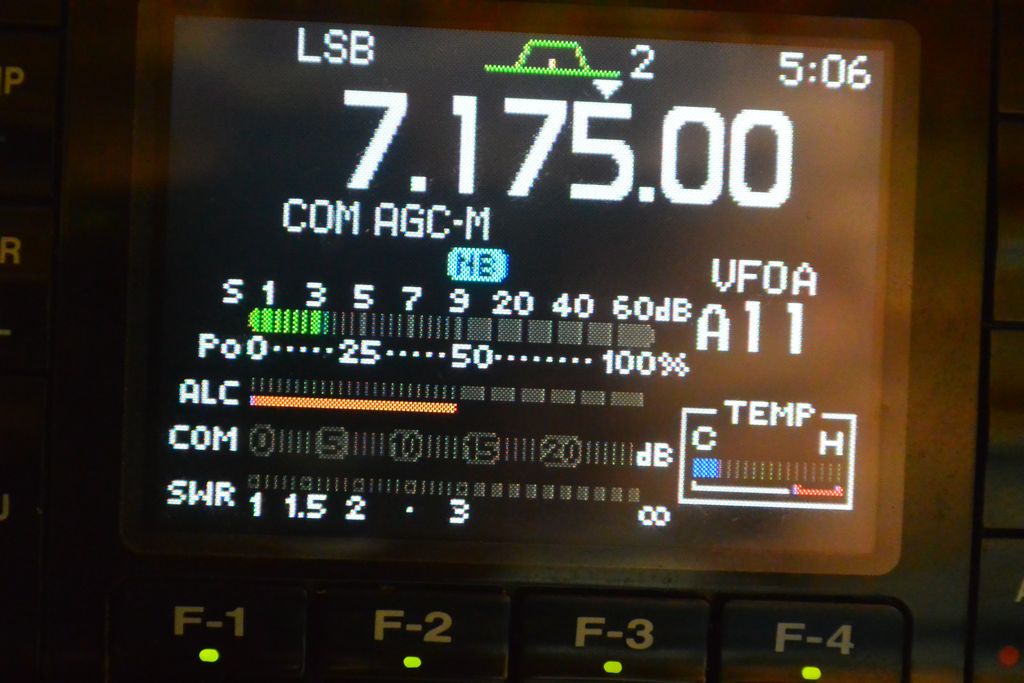 LSB 2 5:06
7.175.00
COM AGC-M
NB
VFOA
A11
S 1 3 5 7 9 20 40 60dB
Po 0 25 50 100%
ALC
COM 0 5 10 15 20 dB
SWR 1 1.5 2 · 3 ∞
TEMP
C H
F-1 F-2 F-3 F-4
P
R